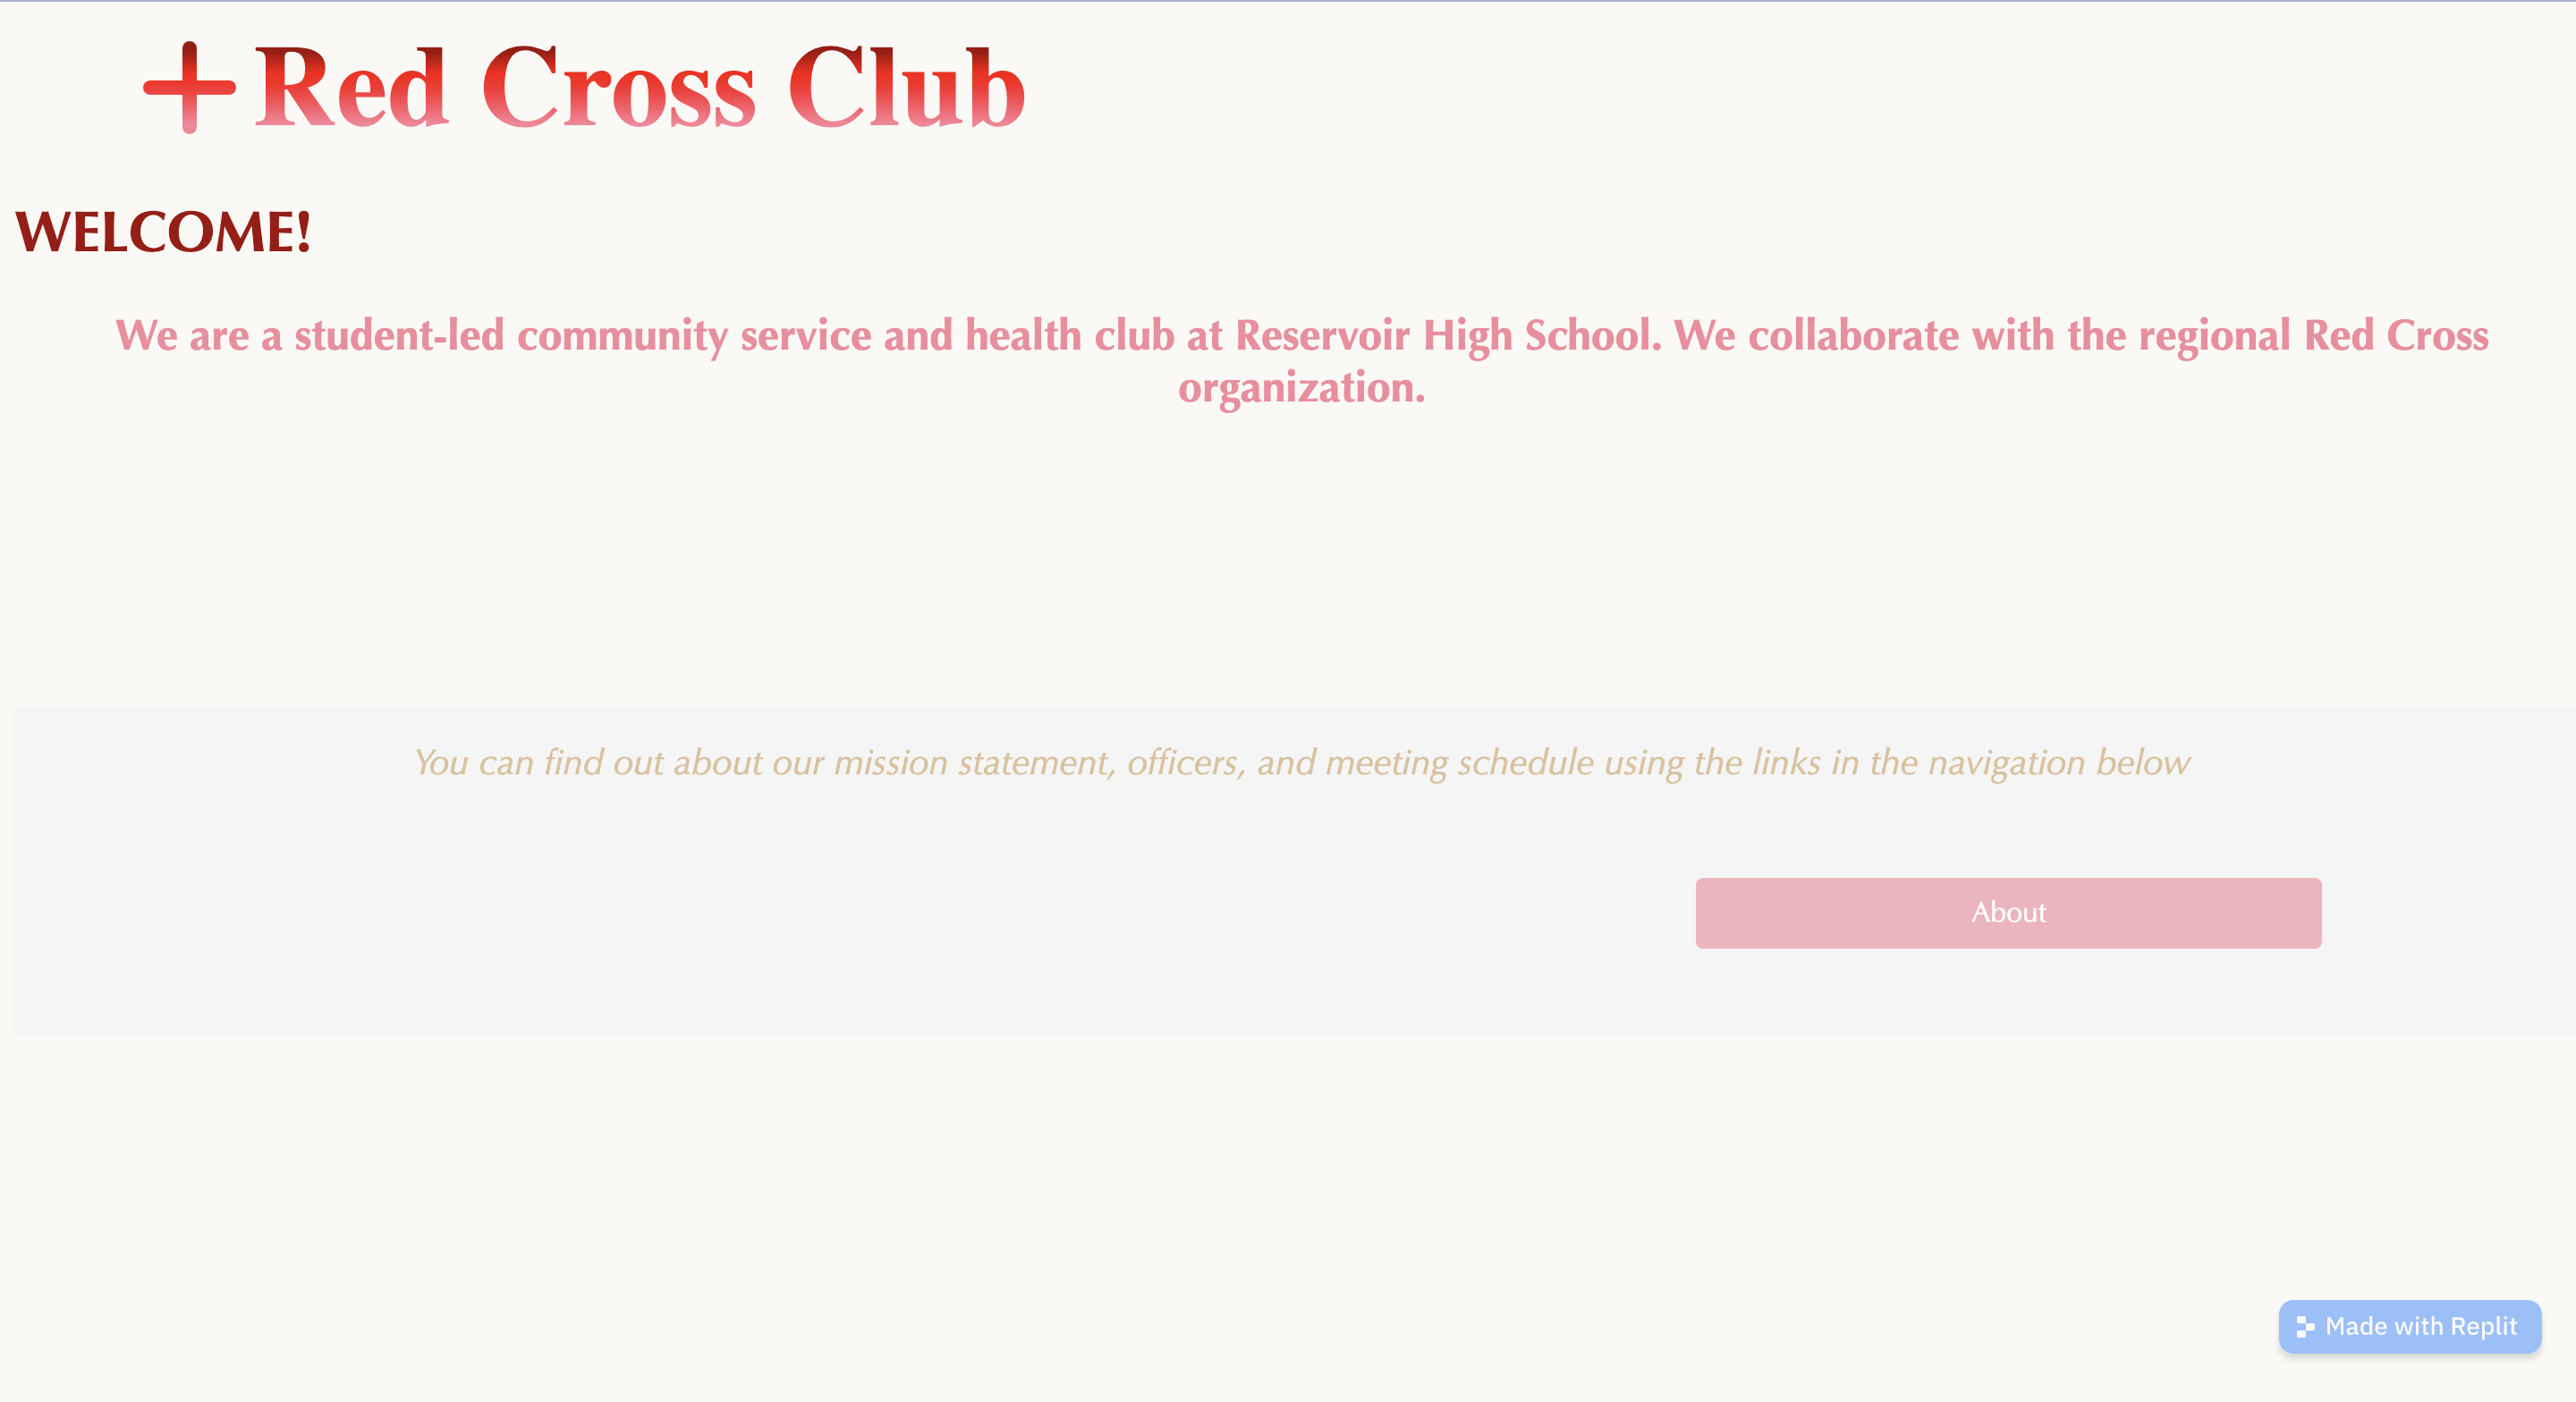 Red Cross Club
WELCOME!
We are a student-led community service and health club at Reservoir High School. We collaborate with the regional Red Cross
organization.
You can find out about our mission statement, officers, and meeting schedule using the links in the navigation below
About
Made with Replit